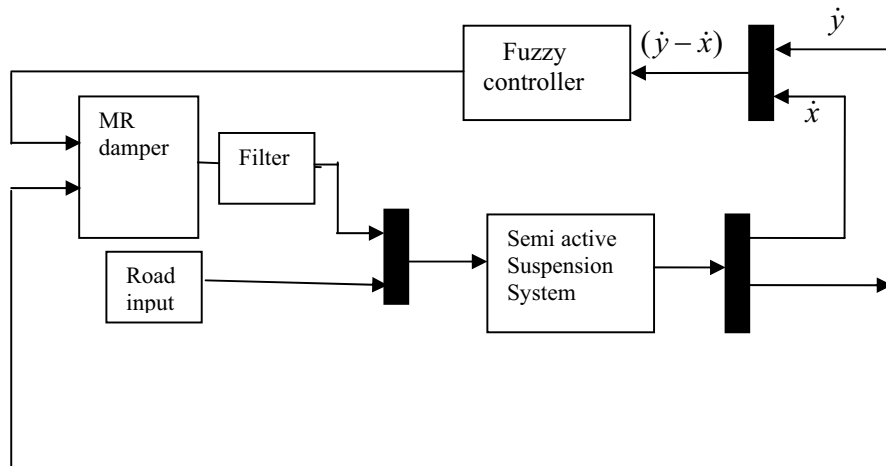 ẏ
Fuzzy
controller
(ẏ − ẋ)
ẋ
MR
damper
Filter
Semi active
Suspension
System
Road
input